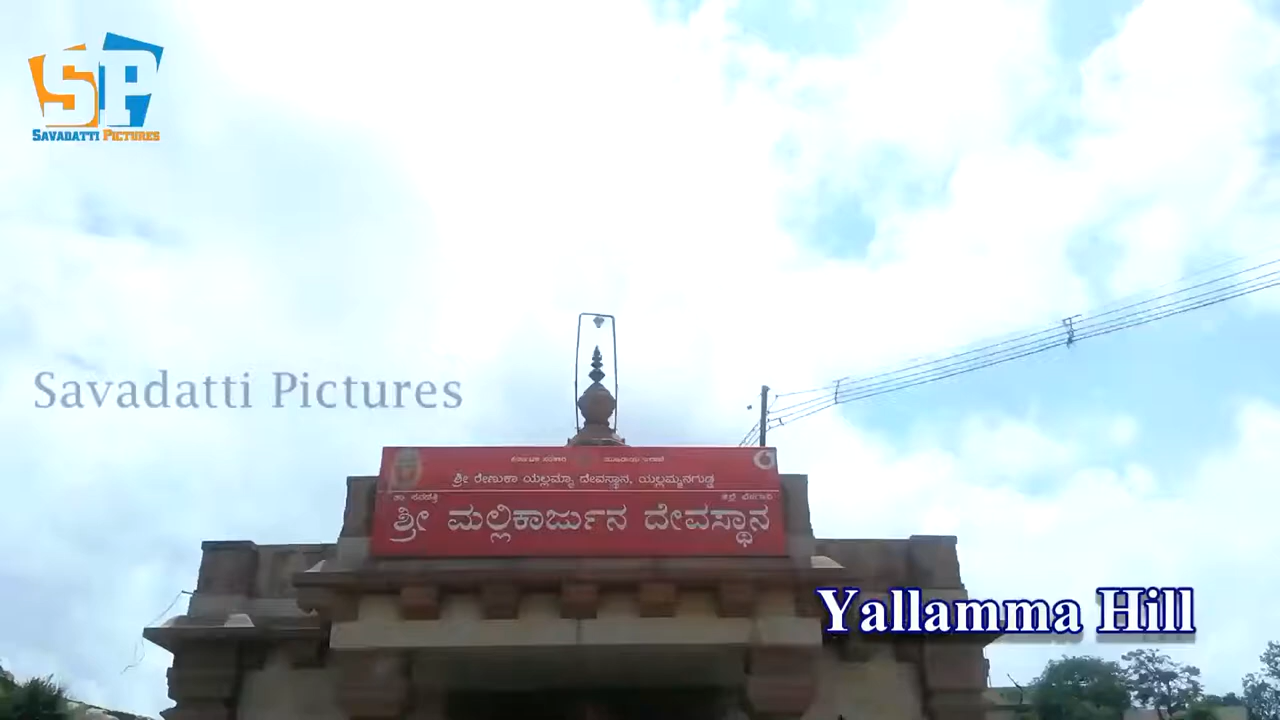 SP
SAVADATTI PICTURES
Savadatti Pictures
ಶ್ರೀ ರೇಣುಕಾ ಯಲ್ಲಮ್ಮಾ ದೇವಸ್ಥಾನ, ಯಲ್ಲಮ್ಮನಗುಡ್ಡ
ಶ್ರೀ ಮಲ್ಲಿಕಾರ್ಜುನ ದೇವಸ್ಥಾನ
Yallamma Hill